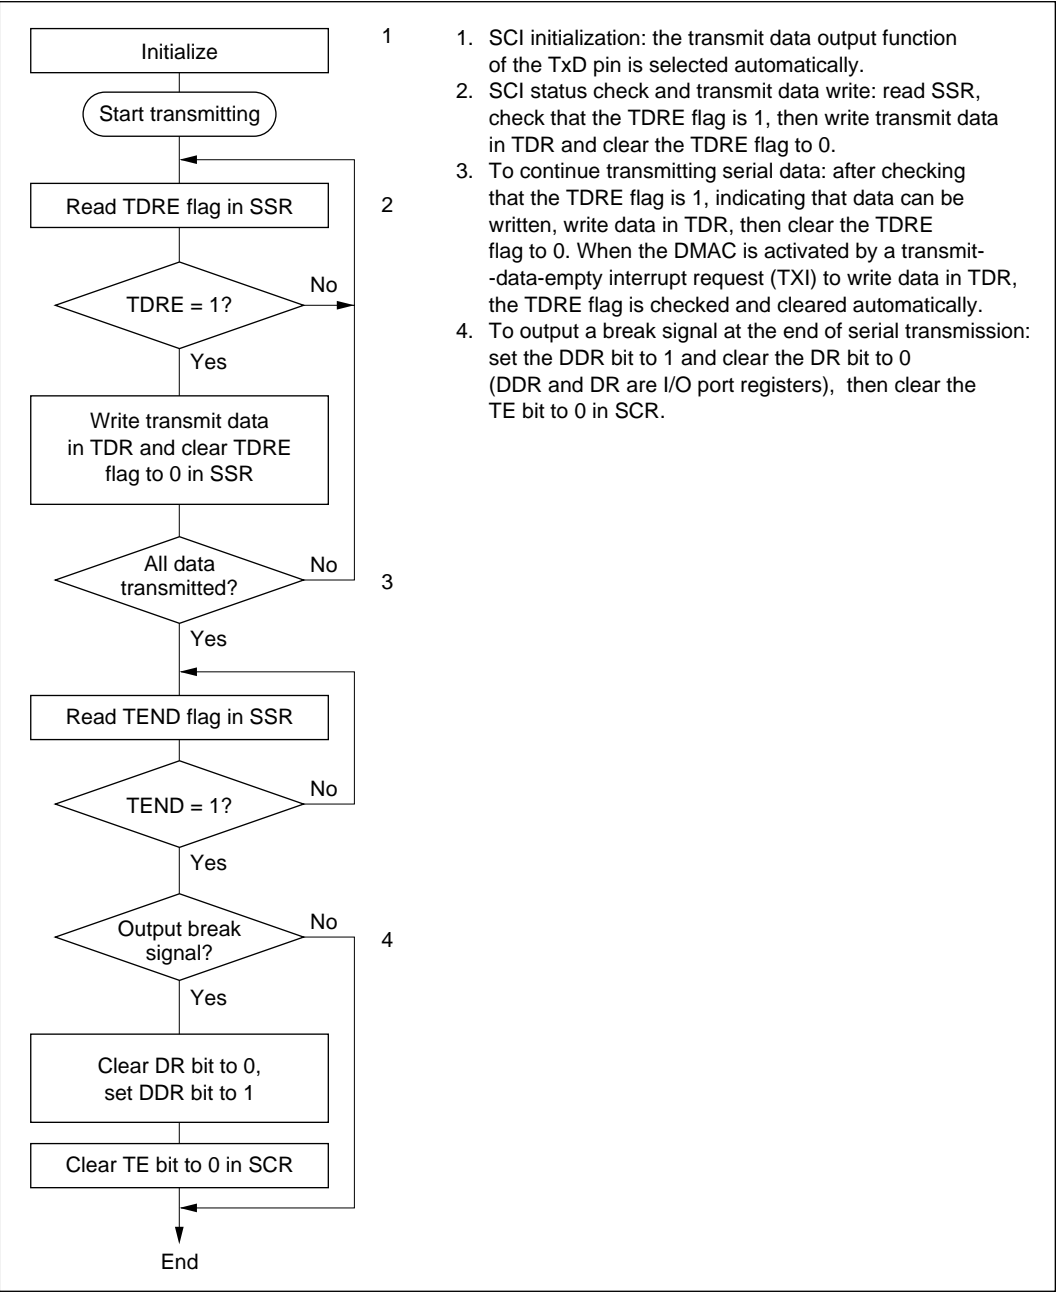 Initialize
1
Start transmitting
Read TDRE flag in SSR
2
TDRE = 1?
No
Yes
Write transmit data
in TDR and clear TDRE
flag to 0 in SSR
All data
transmitted?
No
3
Yes
Read TEND flag in SSR
TEND = 1?
No
Yes
Output break
signal?
No
4
Yes
Clear DR bit to 0,
set DDR bit to 1
Clear TE bit to 0 in SCR
End
1. SCI initialization: the transmit data output function
of the TxD pin is selected automatically.
2. SCI status check and transmit data write: read SSR,
check that the TDRE flag is 1, then write transmit data
in TDR and clear the TDRE flag to 0.
3. To continue transmitting serial data: after checking
that the TDRE flag is 1, indicating that data can be
written, write data in TDR, then clear the TDRE
flag to 0. When the DMAC is activated by a transmit-
-data-empty interrupt request (TXI) to write data in TDR,
the TDRE flag is checked and cleared automatically.
4. To output a break signal at the end of serial transmission:
set the DDR bit to 1 and clear the DR bit to 0
(DDR and DR are I/O port registers), then clear the
TE bit to 0 in SCR.